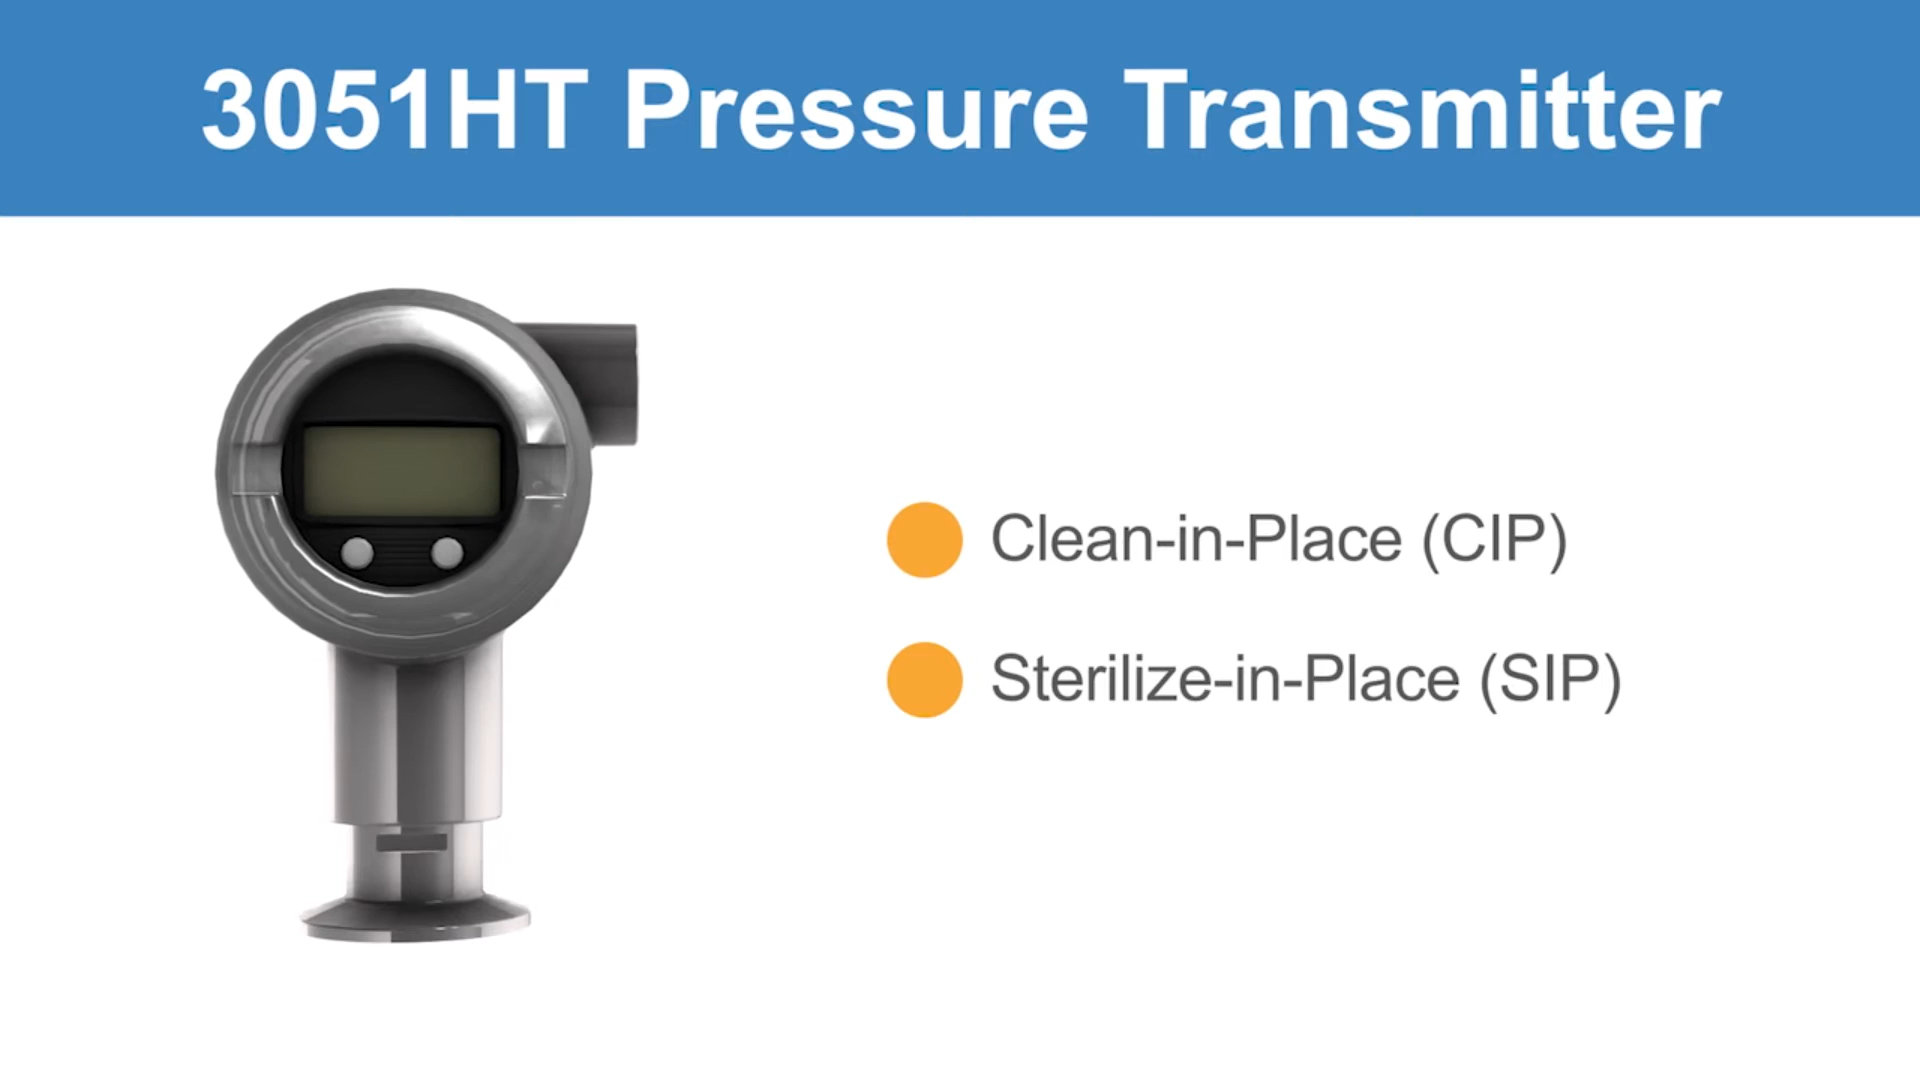 3051HT Pressure Transmitter
Clean-in-Place (CIP)
Sterilize-in-Place (SIP)